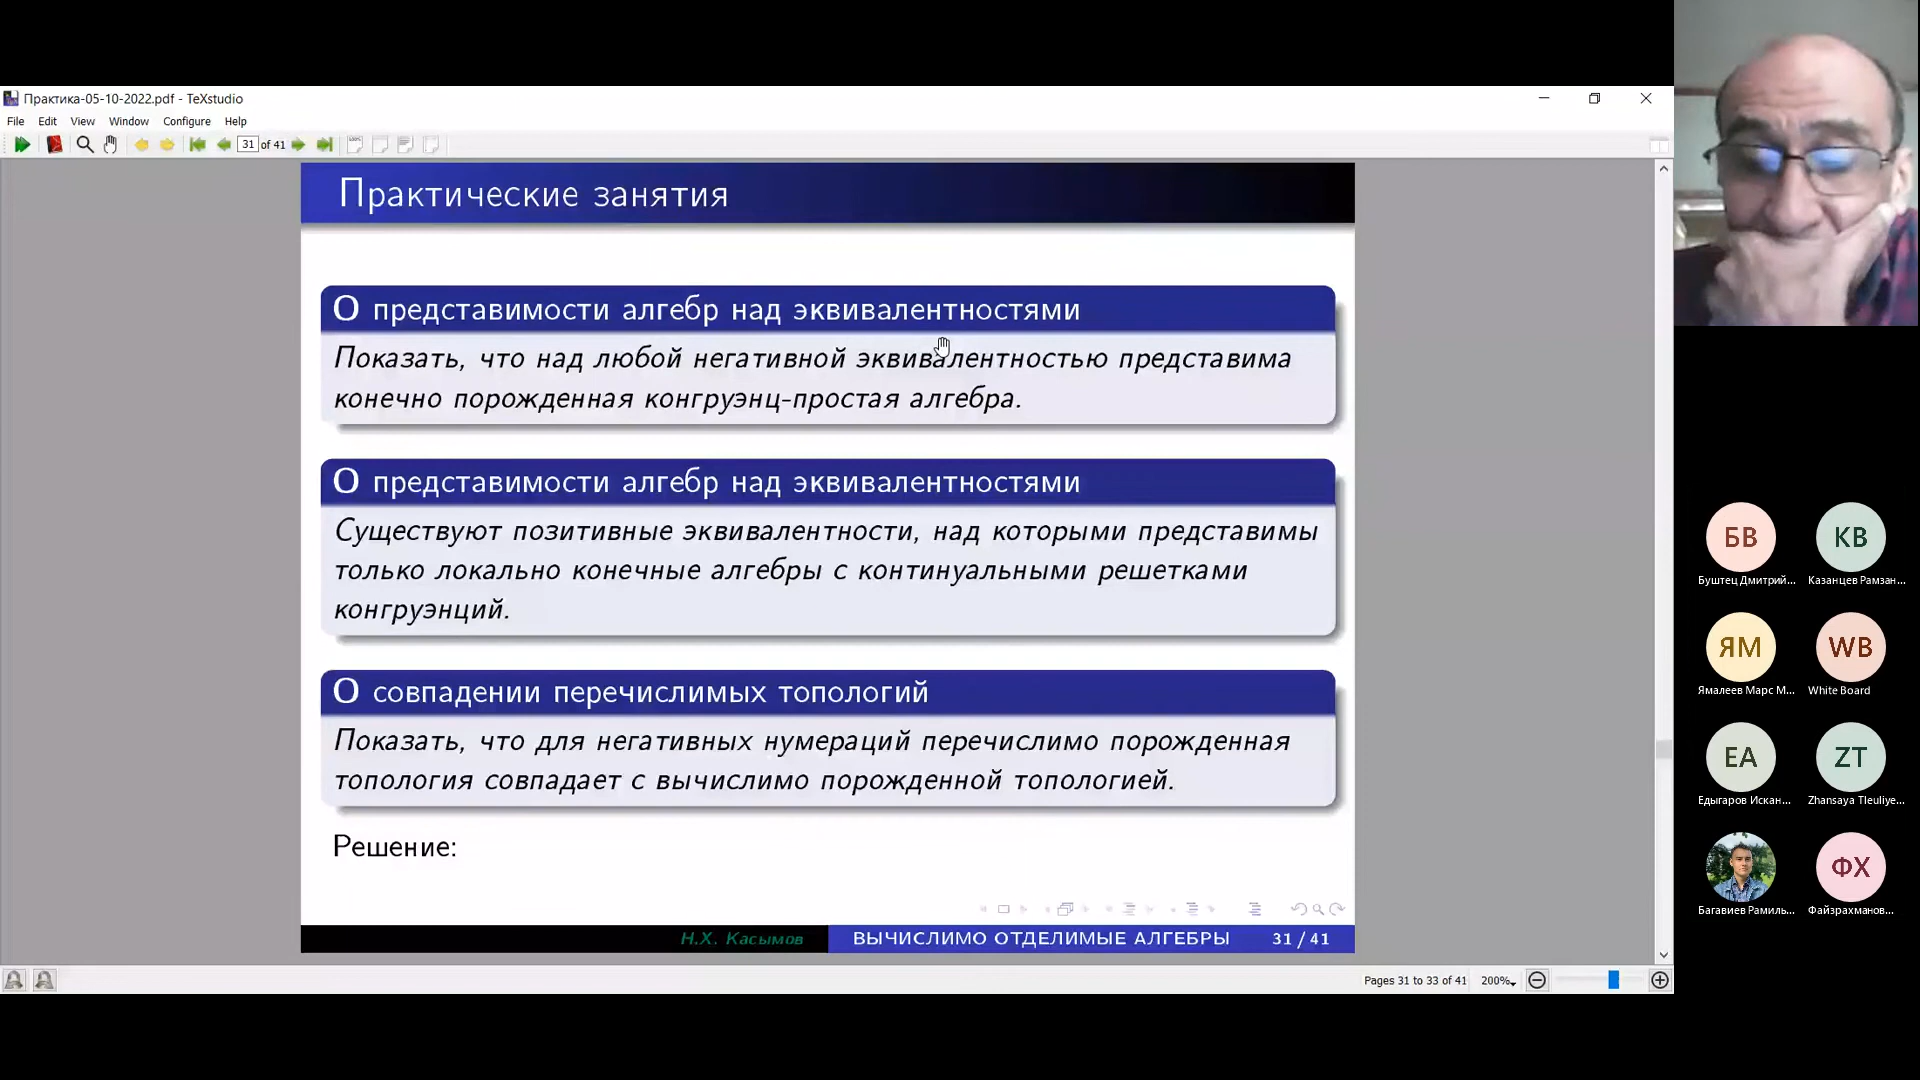 Практика-05-10-2022.pdf - TeXstudio
File Edit View Window Configure Help
31 of 41
Практические занятия
О представимости алгебр над эквивалентностями
Показать, что над любой негативной эквивалентностью представима
конечно порожденная конгруэнц-простая алгебра.
О представимости алгебр над эквивалентностями
Существуют позитивные эквивалентности, над которыми представимы
только локально конечные алгебры с континуальными решетками
конгруэнций.
О совпадении перечислимых топологий
Показать, что для негативных нумераций перечислимо порожденная
топология совпадает с вычислимо порожденной топологией.
Решение:
Н.Х. Касымов ВЫЧИСЛИМО ОТДЕЛИМЫЕ АЛГЕБРЫ 31 / 41
Pages 31 to 33 of 41 200%
БВ КВ
Буштец Дмитрий... Казанцев Рамзан...
ЯМ WB
Ямалеев Марс М... White Board
ЕА ZT
Едыгаров Искан... Zhansaya Tleuliye...
ФХ
Багавиев Рамиль... Файзрахманов...